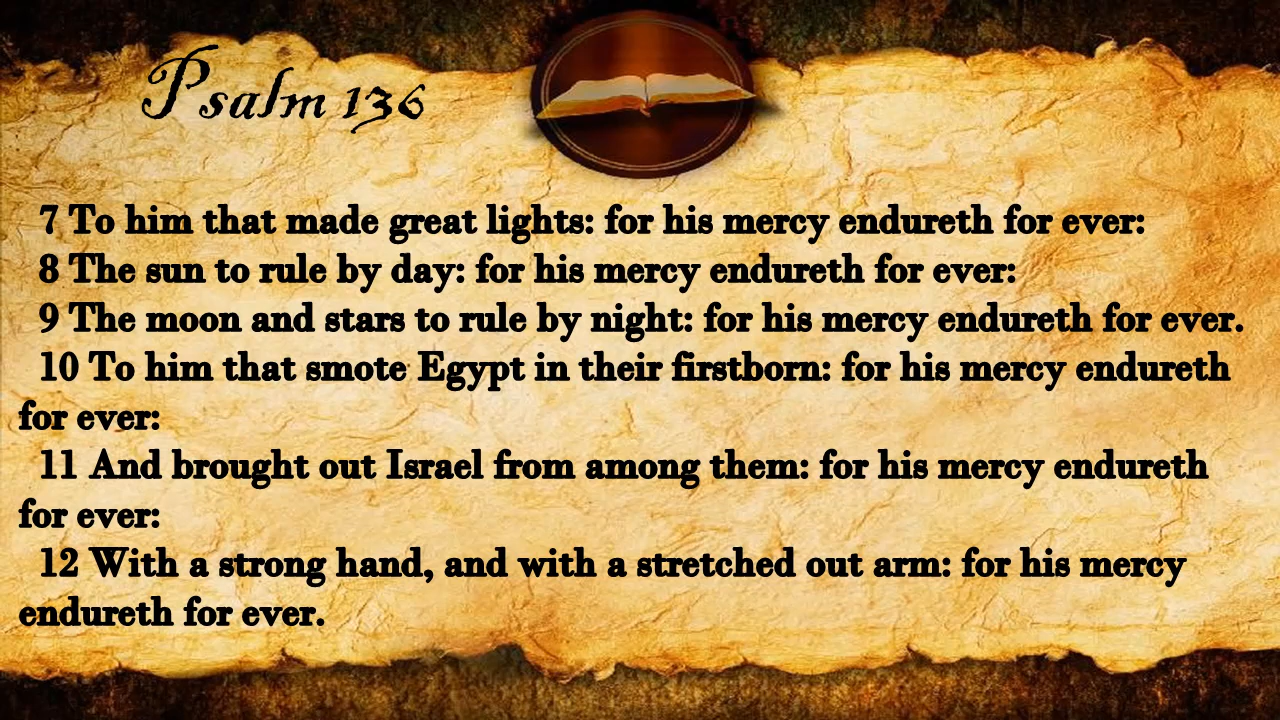 Psalm 136
7 To him that made great lights: for his mercy endureth for ever:
8 The sun to rule by day: for his mercy endureth for ever:
9 The moon and stars to rule by night: for his mercy endureth for ever.
10 To him that smote Egypt in their firstborn: for his mercy endureth
for ever:
11 And brought out Israel from among them: for his mercy endureth
for ever:
12 With a strong hand, and with a stretched out arm: for his mercy
endureth for ever.